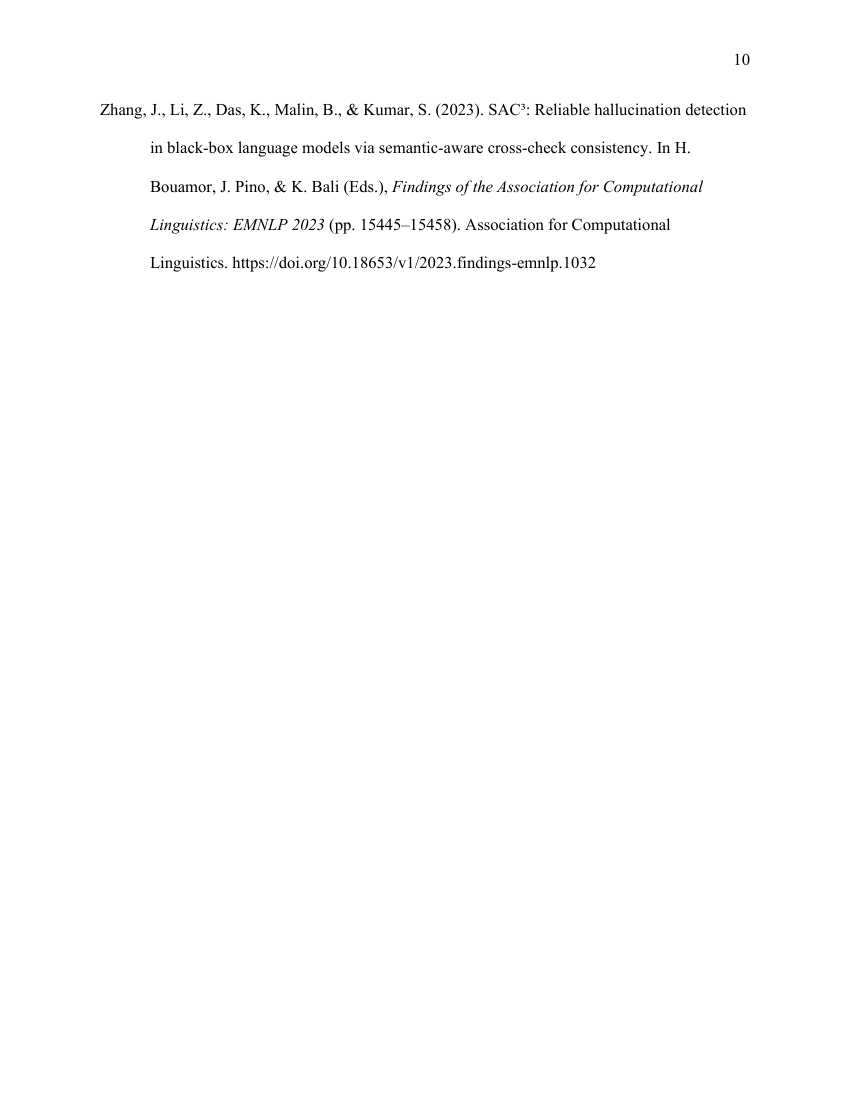 10
Zhang, J., Li, Z., Das, K., Malin, B., & Kumar, S. (2023). SAC³: Reliable hallucination detection
in black-box language models via semantic-aware cross-check consistency. In H.
Bouamor, J. Pino, & K. Bali (Eds.), Findings of the Association for Computational
Linguistics: EMNLP 2023 (pp. 15445–15458). Association for Computational
Linguistics. https://doi.org/10.18653/v1/2023.findings-emnlp.1032